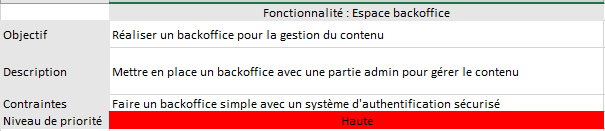 Fonctionnalité : Espace backoffice
Objectif Réaliser un backoffice pour la gestion du contenu
Description Mettre en place un backoffice avec une partie admin pour gérer le contenu
Contraintes Faire un backoffice simple avec un système d'authentification sécurisé
Niveau de priorité Haute